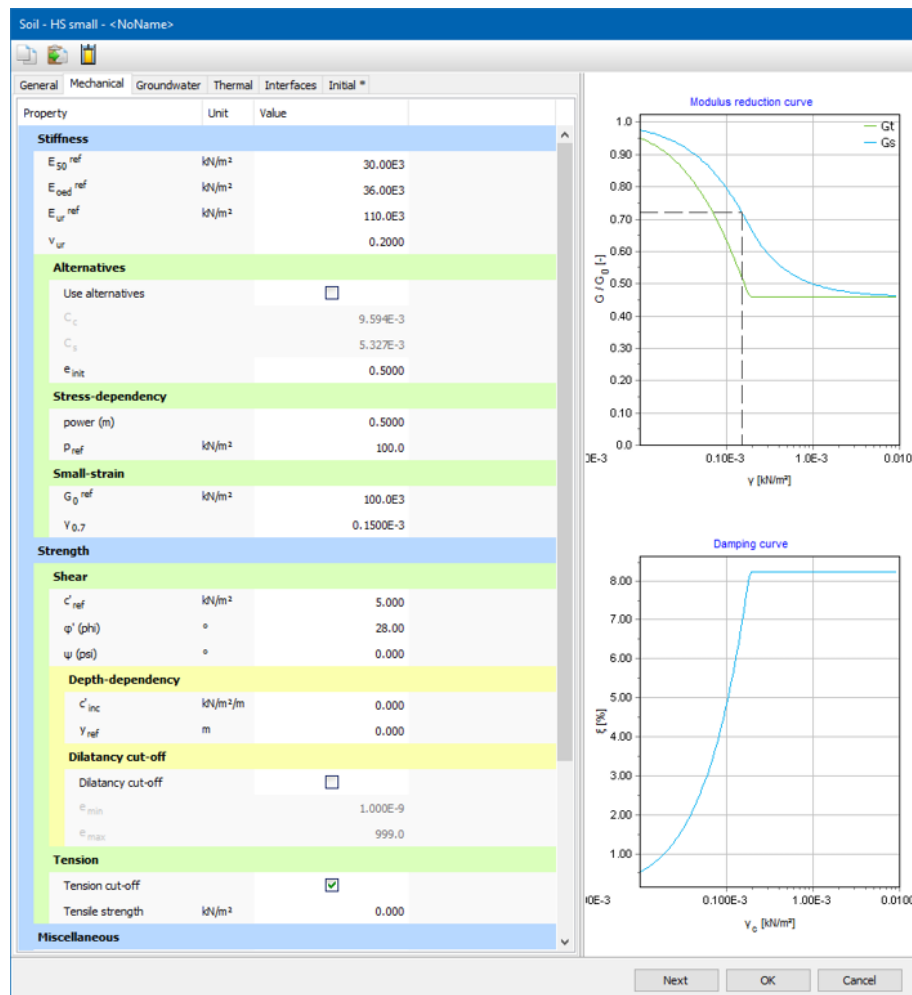 Soil - HS small - <NoName>
General Mechanical Groundwater Thermal Interfaces Initial *
Property Unit Value
Stiffness
E50 ref kN/m² 30.00E3
Eoed ref kN/m² 36.00E3
Eur ref kN/m² 110.0E3
νur 0.2000
Alternatives
Use alternatives
Cc 9.594E-3
Cs 5.327E-3
einit 0.5000
Stress-dependency
power (m) 0.5000
Pref kN/m² 100.0
Small-strain
G0 ref kN/m² 100.0E3
γ0.7 0.1500E-3
Strength
Shear
c'ref kN/m² 5.000
φ' (phi) ° 28.00
ψ (psi) ° 0.000
Depth-dependency
c'inc kN/m²/m 0.000
yref m 0.000
Dilatancy cut-off
Dilatancy cut-off
emin 1.000E-9
emax 999.0
Tension
Tension cut-off
Tensile strength kN/m² 0.000
Miscellaneous
Modulus reduction curve
Gt
Gs
1.0
0.90
0.80
0.70
G / G0 [-]
0.60
0.50
0.40
0.30
0.20
0.10
0.0
0E-3 0.10E-3 1.0E-3 0.010
γ [kN/m²]
Damping curve
8.00
7.00
6.00
5.00
ξ [%]
4.00
3.00
2.00
1.00
00E-3 0.100E-3 1.00E-3 0.0100
γc [kN/m²]
Next OK Cancel